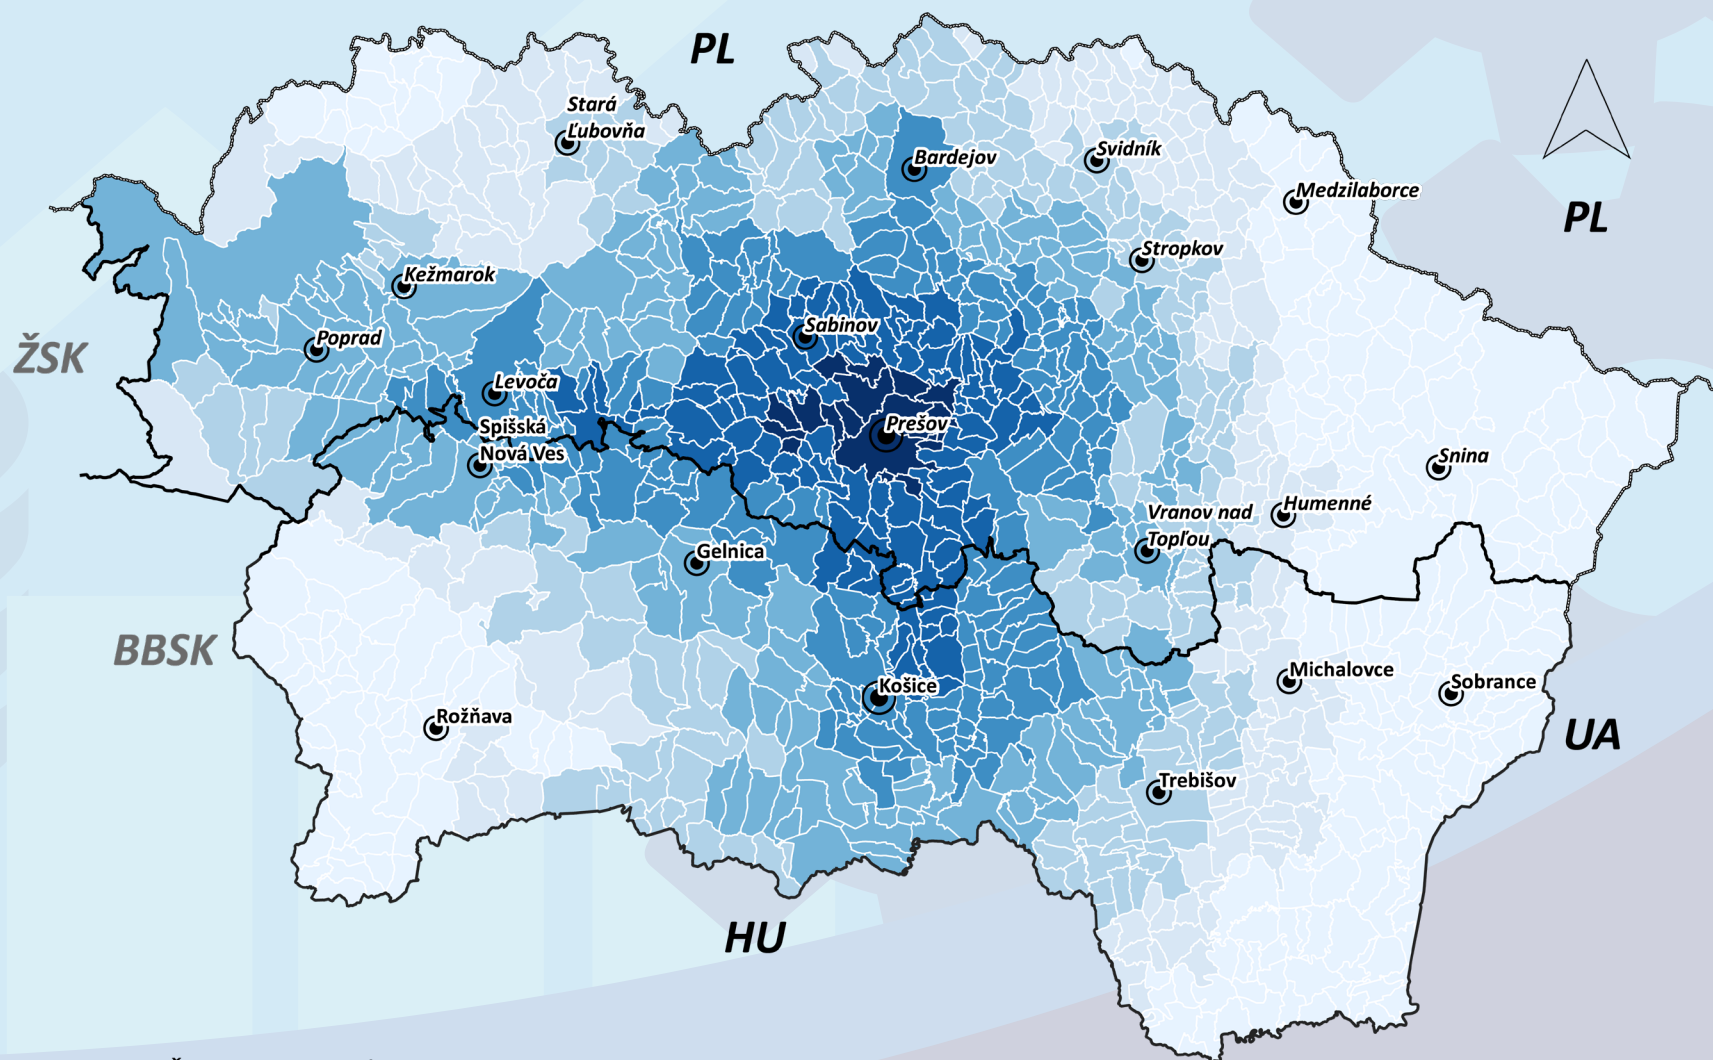 PL
Stará
Ľubovňa
Bardejov
Svidník
Medzilaborce
PL
Stropkov
Kežmarok
Sabinov
Poprad
ŽSK
Levoča
Prešov
Spišská
Nová Ves
Snina
Humenné
Vranov nad
Topľou
Gelnica
BBSK
Michalovce
Sobrance
Košice
Rožňava
UA
Trebišov
HU